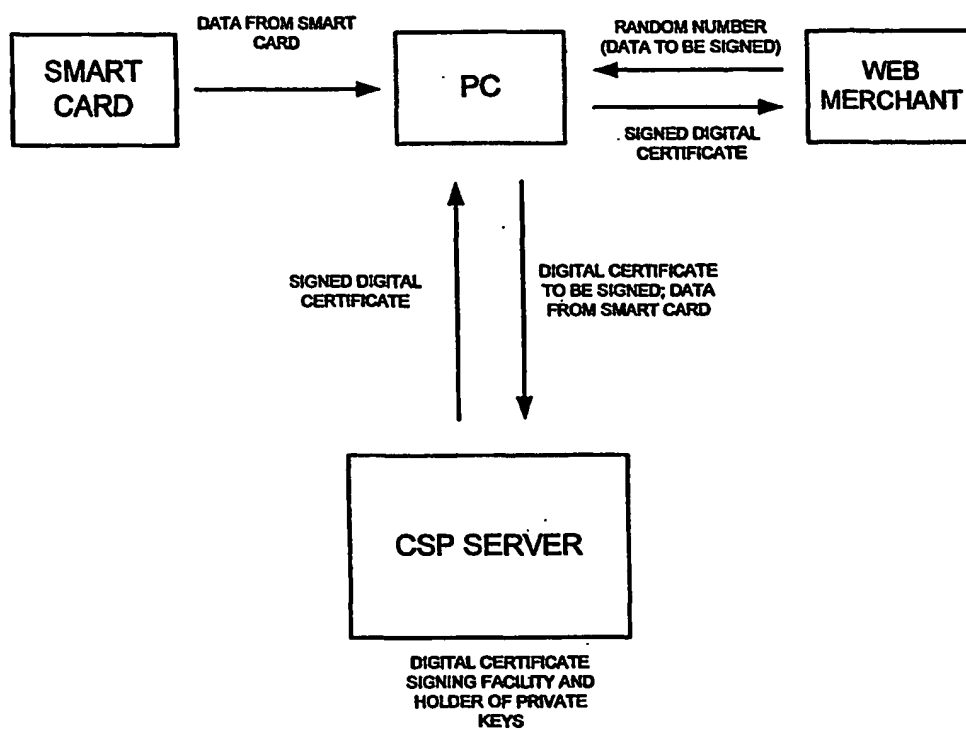 DATA FROM SMART
CARD
SMART
CARD
PC
RANDOM NUMBER
(DATA TO BE SIGNED)
WEB
MERCHANT
SIGNED DIGITAL
CERTIFICATE
SIGNED DIGITAL
CERTIFICATE
DIGITAL CERTIFICATE
TO BE SIGNED; DATA
FROM SMART CARD
CSP SERVER
DIGITAL CERTIFICATE
SIGNING FACILITY AND
HOLDER OF PRIVATE
KEYS